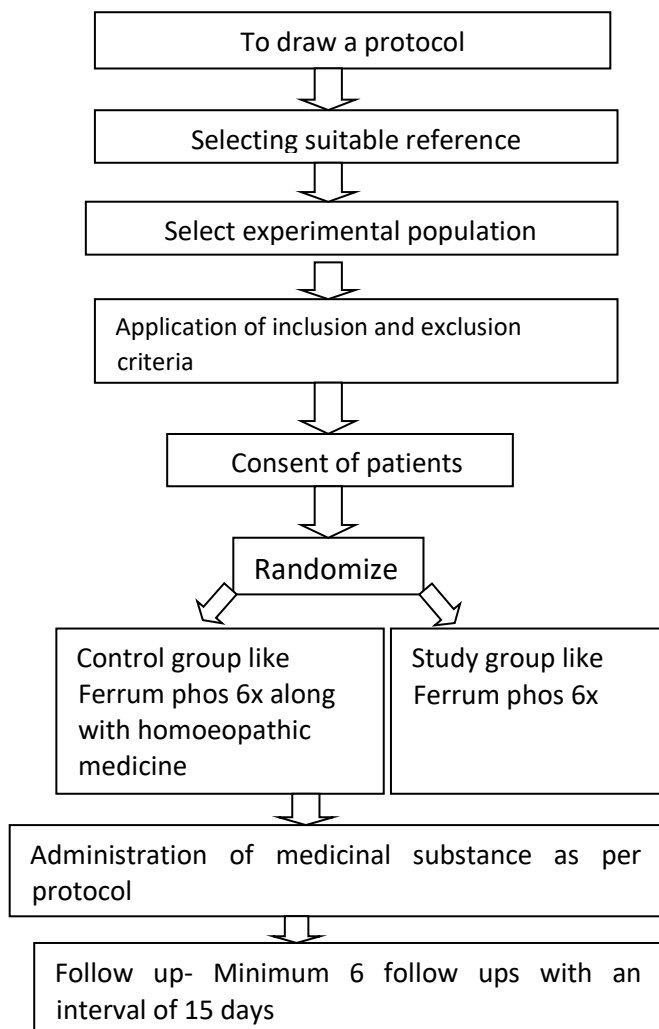 To draw a protocol
Selecting suitable reference
Select experimental population
Application of inclusion and exclusion
criteria
Consent of patients
Randomize
Control group like
Ferrum phos 6x along
with homoeopathic
medicine
Study group like
Ferrum phos 6x
Administration of medicinal substance as per
protocol
Follow up- Minimum 6 follow ups with an
interval of 15 days